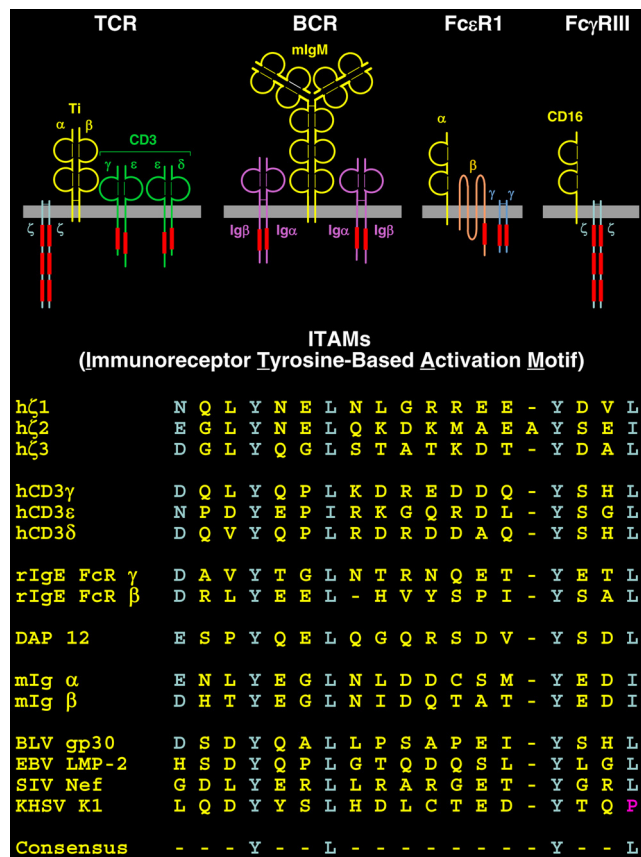 TCR BCR FcεR1 FcγRIII
mIgM
Ti
α β
CD3
γ ε ε δ
α
β
γ γ
CD16
ζ ζ
Igβ Igα Igα Igβ
ζ ζ
ITAMs
(Immunoreceptor Tyrosine-Based Activation Motif)
hζ1 N Q L Y N E L N L G R R E E - Y D V L
hζ2 E G L Y N E L Q K D K M A E A Y S E I
hζ3 D G L Y Q G L S T A T K D T - Y D A L
hCD3γ D Q L Y Q P L K D R E D D Q - Y S H L
hCD3ε N P D Y E P I R K G Q R D L - Y S G L
hCD3δ D Q V Y Q P L R D R D D A Q - Y S H L
rIgE FcR γ D A V Y T G L N T R N Q E T - Y E T L
rIgE FcR β D R L Y E E L - H V Y S P I - Y S A L
DAP 12 E S P Y Q E L Q G Q R S D V - Y S D L
mIg α E N L Y E G L N L D D C S M - Y E D I
mIg β D H T Y E G L N I D Q T A T - Y E D I
BLV gp30 D S D Y Q A L L P S A P E I - Y S H L
EBV LMP-2 H S D Y Q P L G T Q D Q S L - Y L G L
SIV Nef G D L Y E R L L R A R G E T - Y G R L
KHSV K1 L Q D Y Y S L H D L C T E D - Y T Q P
Consensus - - - Y - - L - - - - - - - - Y - - L